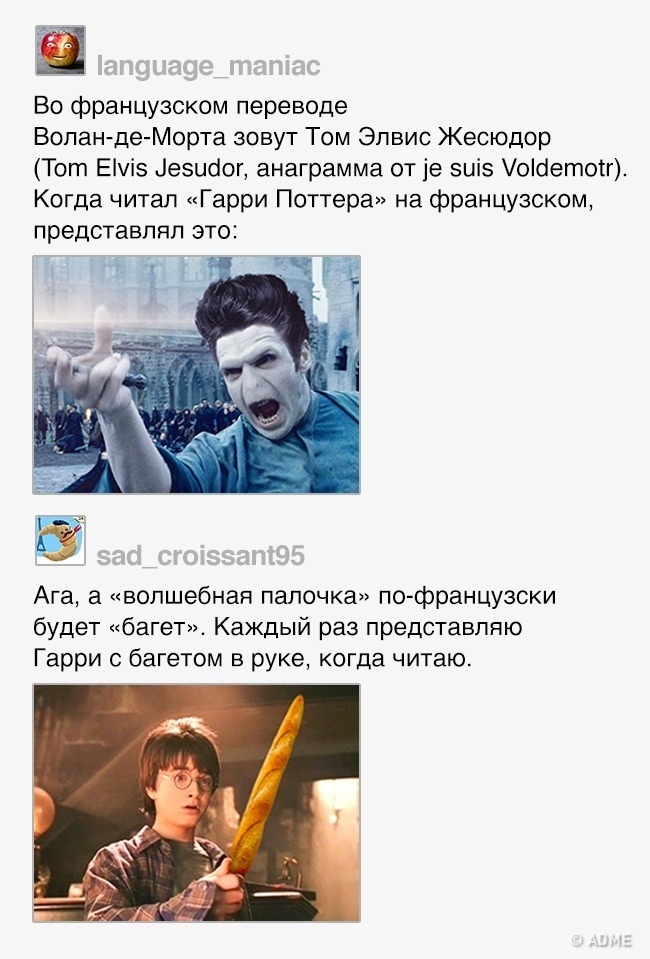 language_maniac
Во французском переводе
Волан-де-Морта зовут Том Элвис Жесюдор
(Tom Elvis Jesudor, анаграмма от je suis Voldemotr).
Когда читал «Гарри Поттера» на французском,
представлял это:
sad_croissant95
Ага, а «волшебная палочка» по-французски
будет «багет». Каждый раз представляю
Гарри с багетом в руке, когда читаю.
© ADME